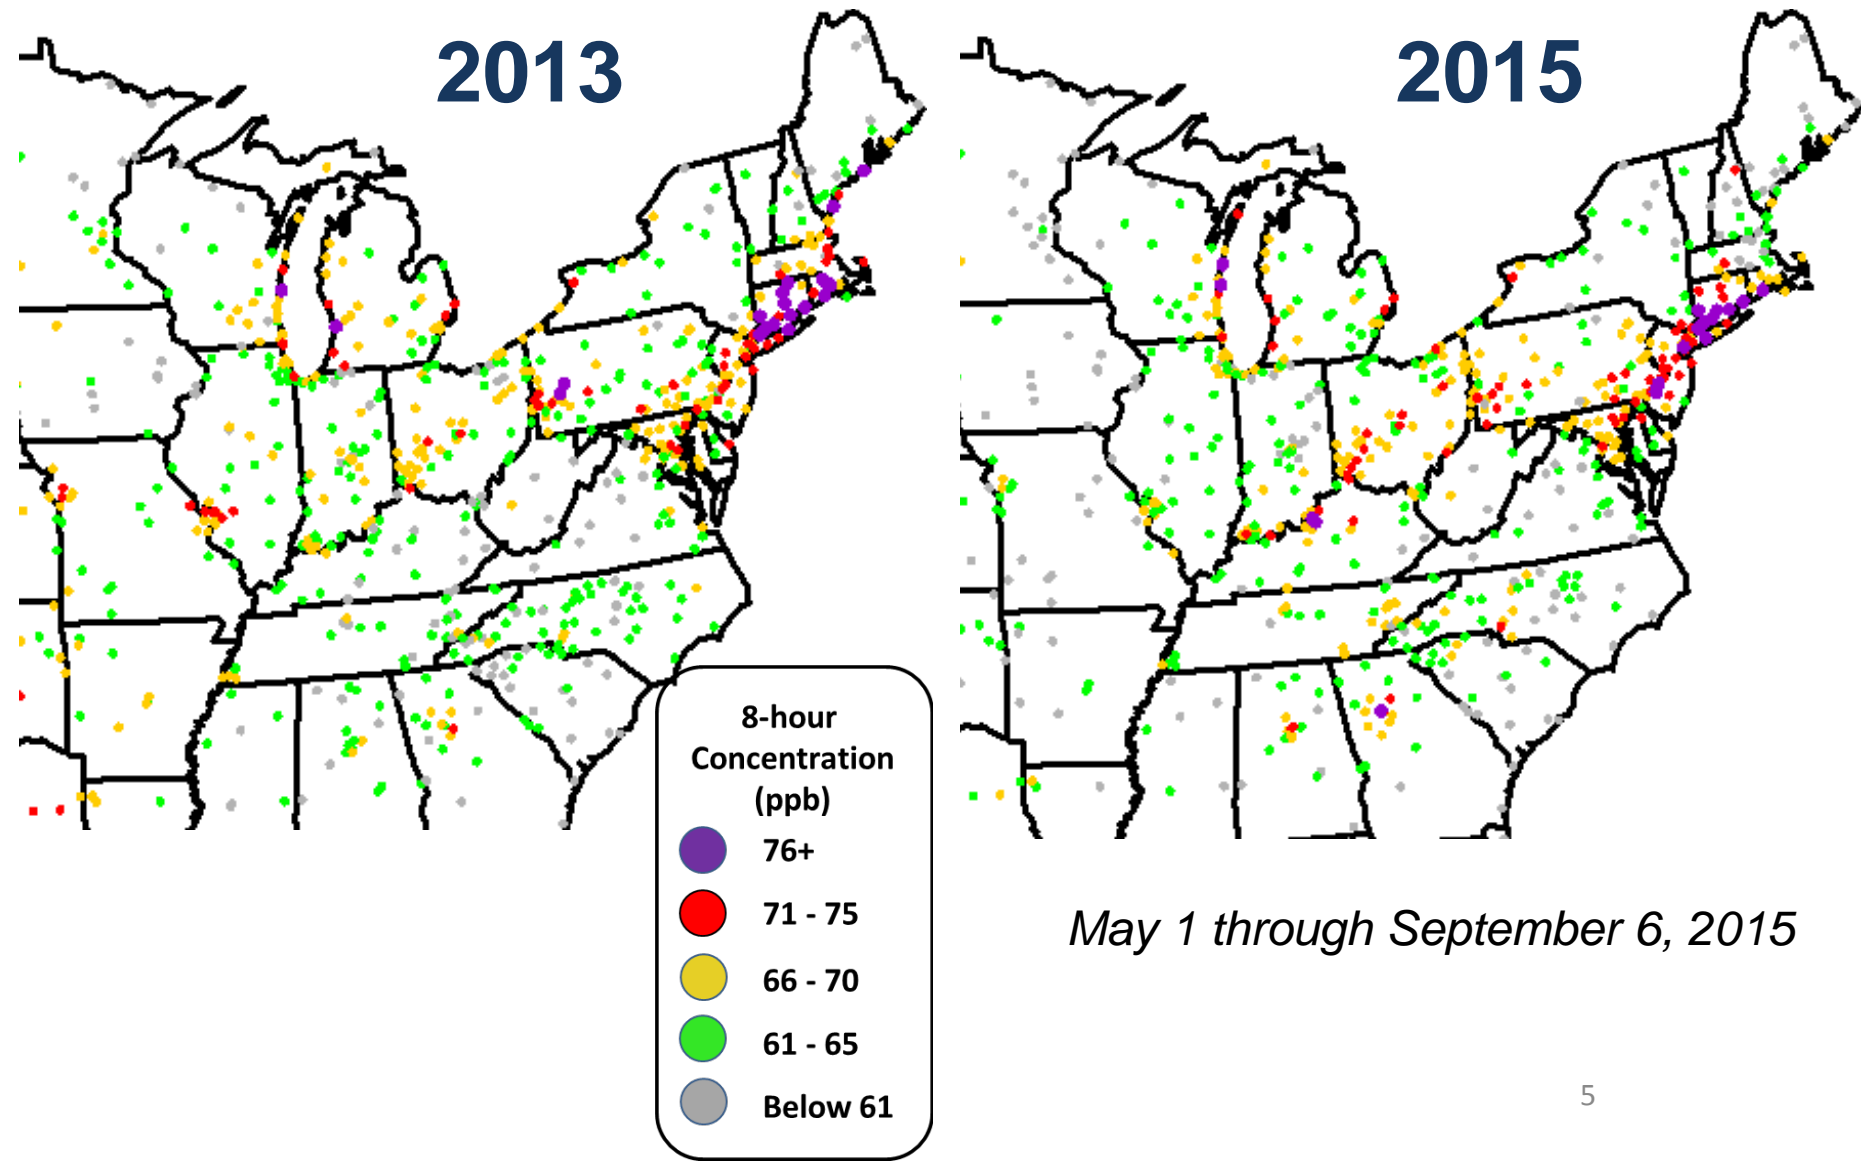 2013
2015
8-hour
Concentration
(ppb)
76+
71 - 75
66 - 70
61 - 65
Below 61
May 1 through September 6, 2015
5